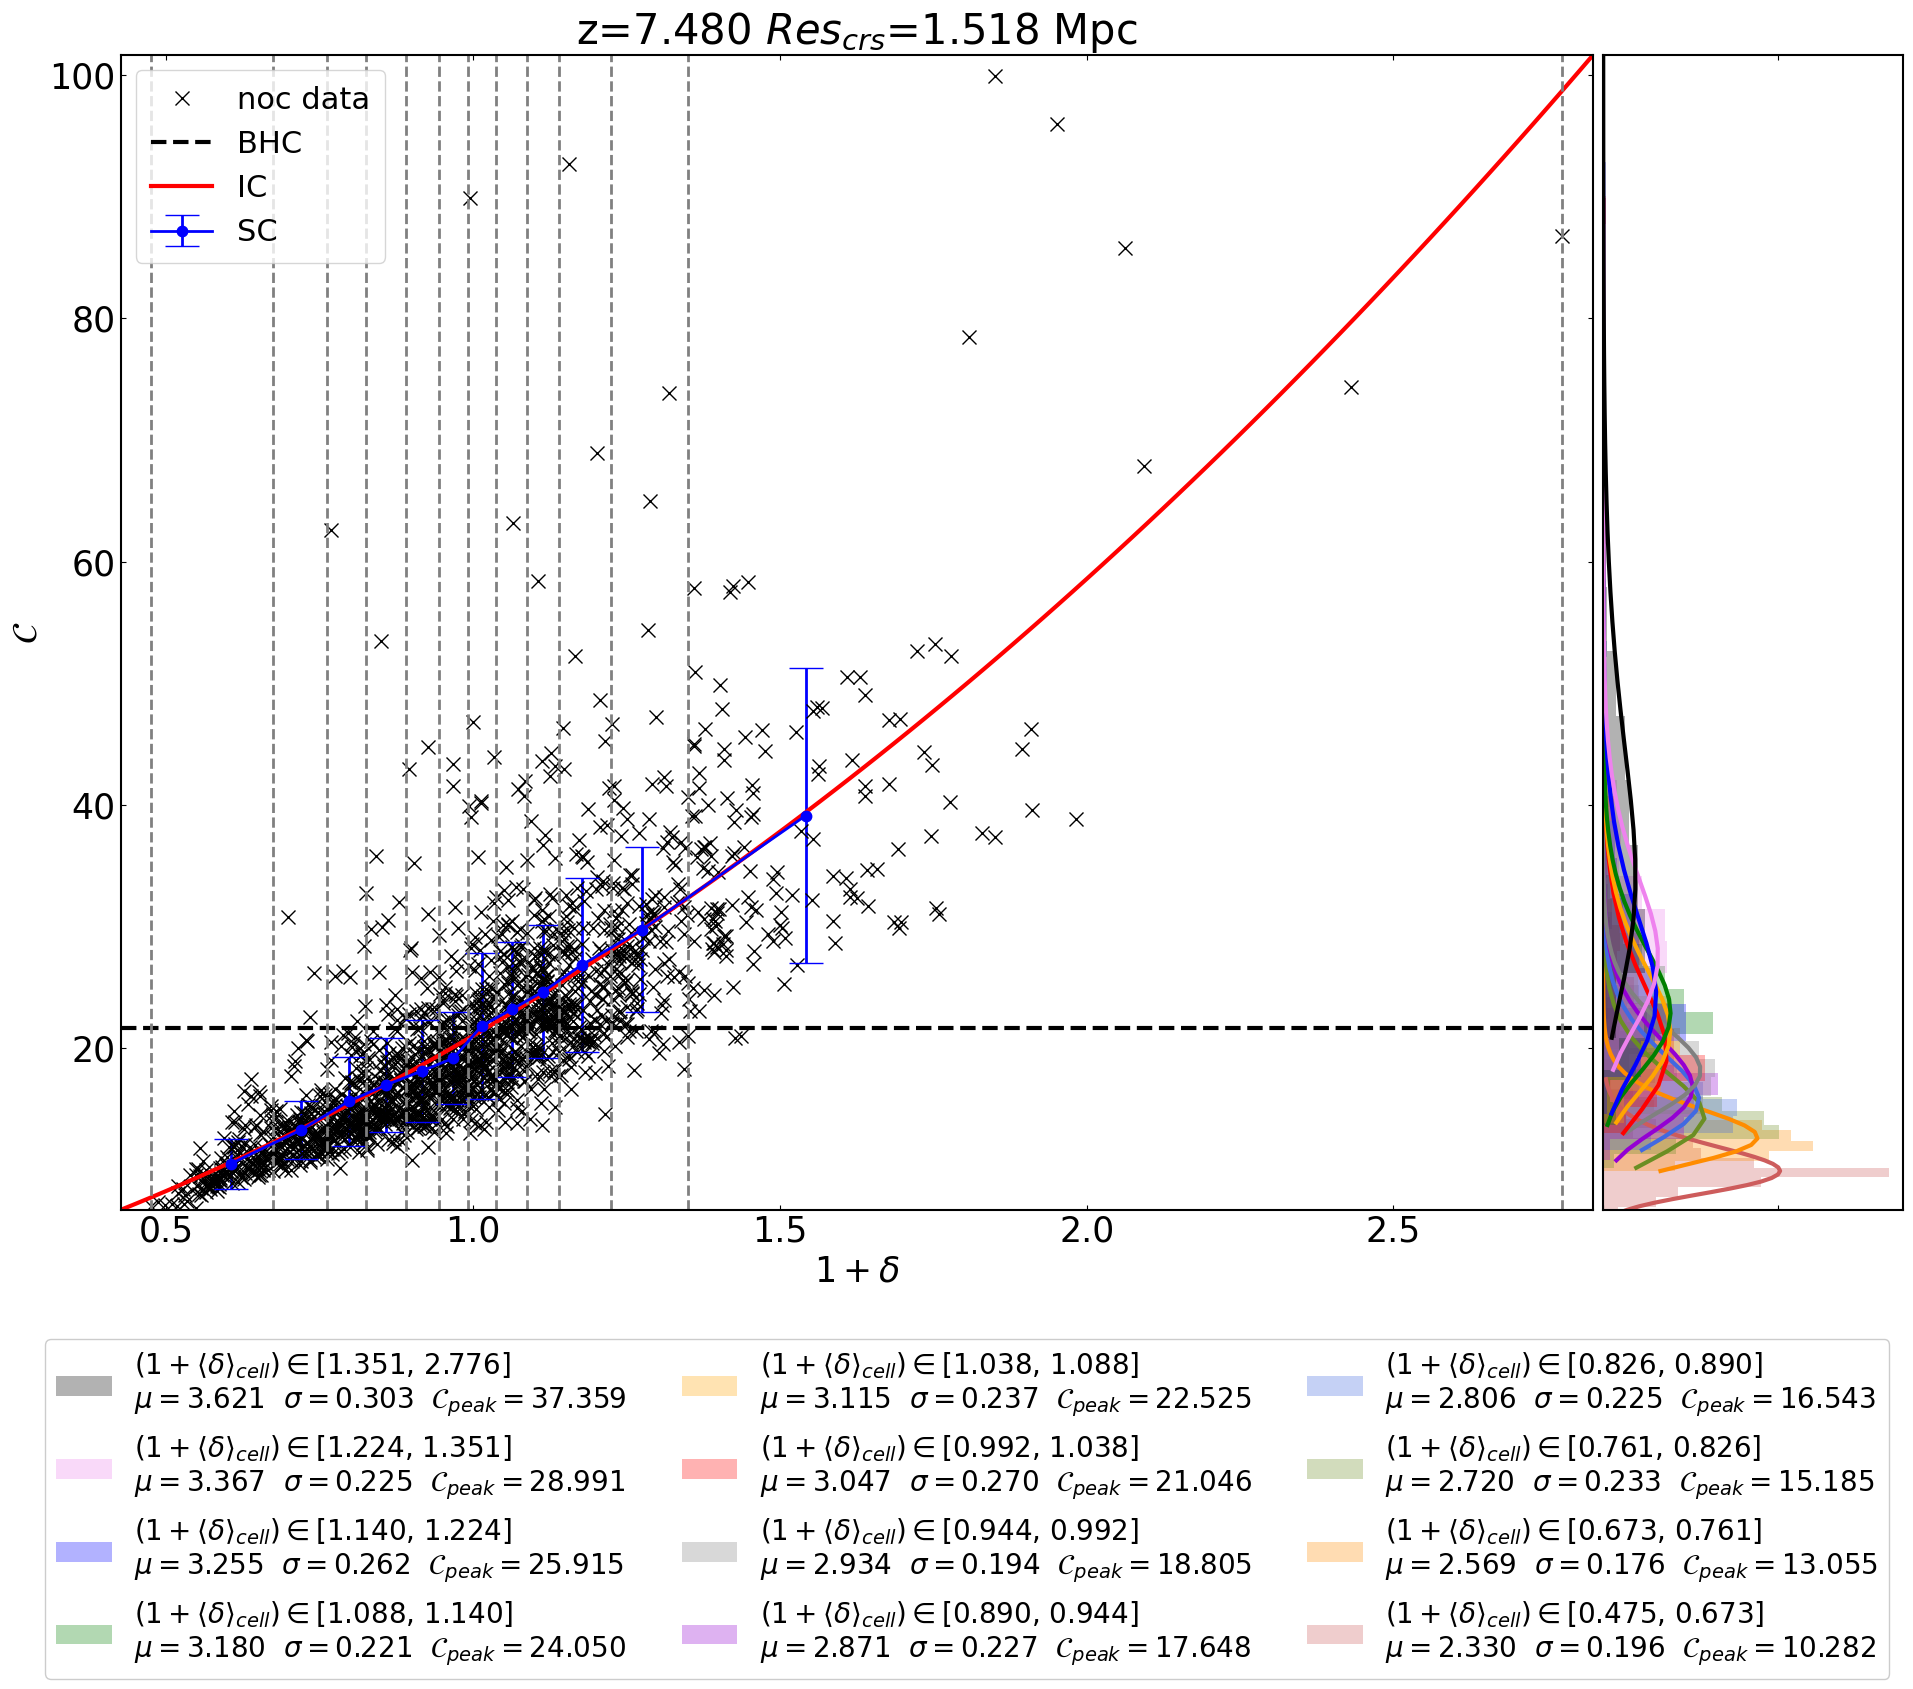 z=7.480 Res_crs=1.518 Mpc
100
80
60
40
20
𝒞
noc data
BHC
IC
SC
0.5 1.0 1.5 2.0 2.5
1 + δ
(1 + ⟨δ⟩_cell) ∈ [1.351, 2.776]
μ = 3.621 σ = 0.303 𝒞_peak = 37.359
(1 + ⟨δ⟩_cell) ∈ [1.224, 1.351]
μ = 3.367 σ = 0.225 𝒞_peak = 28.991
(1 + ⟨δ⟩_cell) ∈ [1.140, 1.224]
μ = 3.255 σ = 0.262 𝒞_peak = 25.915
(1 + ⟨δ⟩_cell) ∈ [1.088, 1.140]
μ = 3.180 σ = 0.221 𝒞_peak = 24.050
(1 + ⟨δ⟩_cell) ∈ [1.038, 1.088]
μ = 3.115 σ = 0.237 𝒞_peak = 22.525
(1 + ⟨δ⟩_cell) ∈ [0.992, 1.038]
μ = 3.047 σ = 0.270 𝒞_peak = 21.046
(1 + ⟨δ⟩_cell) ∈ [0.944, 0.992]
μ = 2.934 σ = 0.194 𝒞_peak = 18.805
(1 + ⟨δ⟩_cell) ∈ [0.890, 0.944]
μ = 2.871 σ = 0.227 𝒞_peak = 17.648
(1 + ⟨δ⟩_cell) ∈ [0.826, 0.890]
μ = 2.806 σ = 0.225 𝒞_peak = 16.543
(1 + ⟨δ⟩_cell) ∈ [0.761, 0.826]
μ = 2.720 σ = 0.233 𝒞_peak = 15.185
(1 + ⟨δ⟩_cell) ∈ [0.673, 0.761]
μ = 2.569 σ = 0.176 𝒞_peak = 13.055
(1 + ⟨δ⟩_cell) ∈ [0.475, 0.673]
μ = 2.330 σ = 0.196 𝒞_peak = 10.282